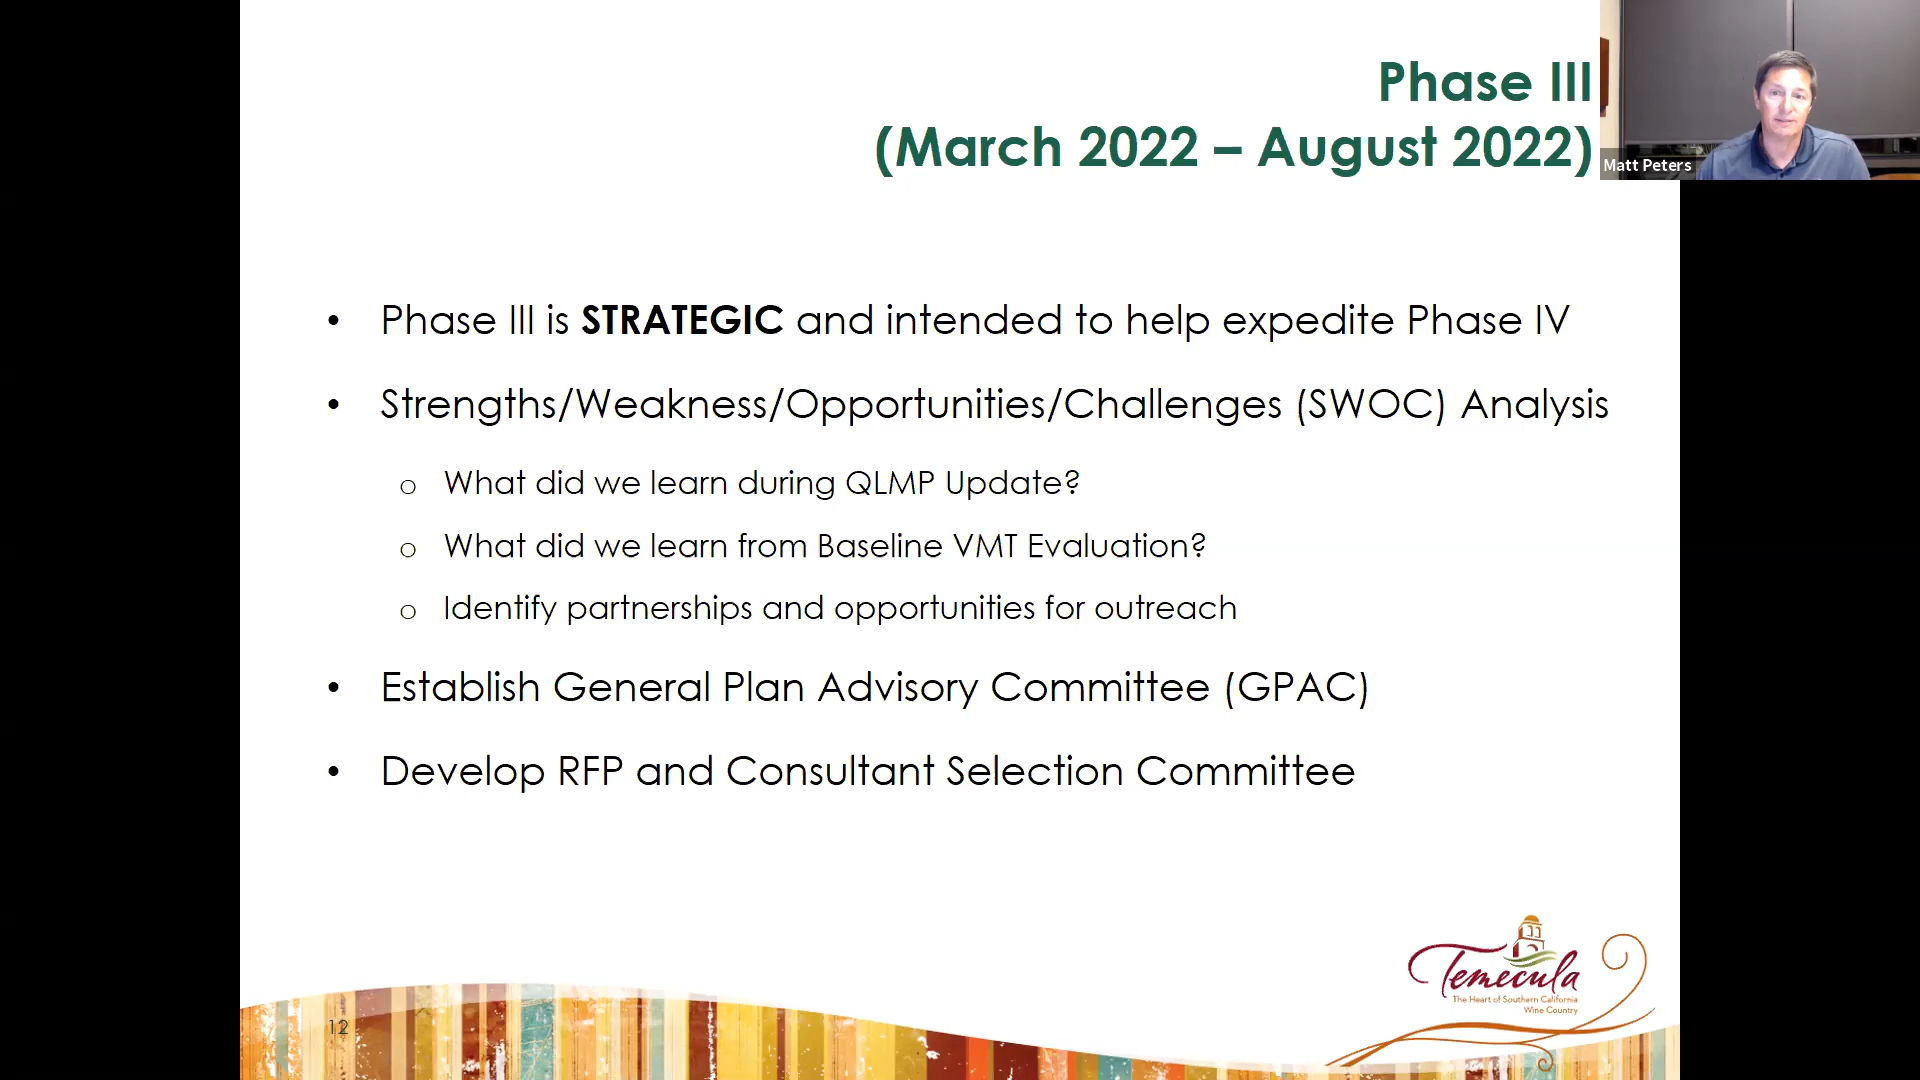 Phase III
(March 2022 – August 2022)
Matt Peters
• Phase III is STRATEGIC and intended to help expedite Phase IV
• Strengths/Weakness/Opportunities/Challenges (SWOC) Analysis
o What did we learn during QLMP Update?
o What did we learn from Baseline VMT Evaluation?
o Identify partnerships and opportunities for outreach
• Establish General Plan Advisory Committee (GPAC)
• Develop RFP and Consultant Selection Committee
Temecula
The Heart of Southern California
Wine Country
12